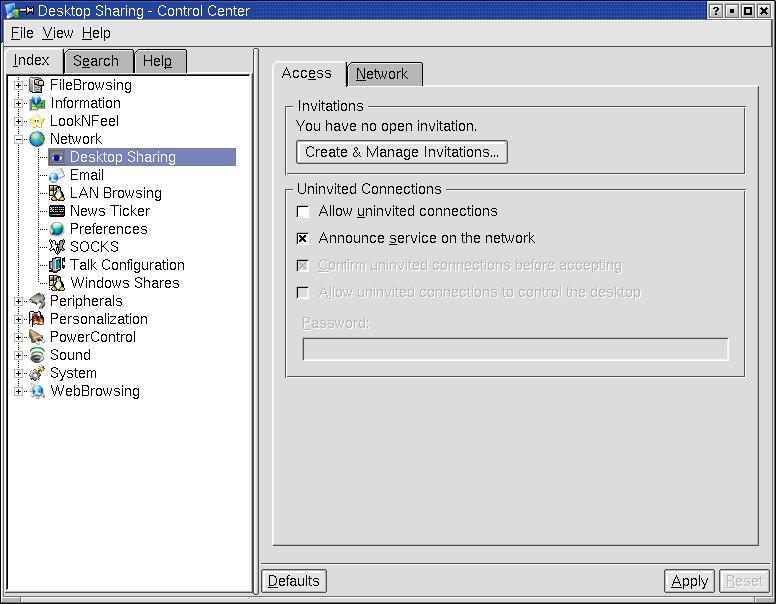 Desktop Sharing - Control Center
File View Help
Index Search Help
FileBrowsing
Information
LookNFeel
Network
Desktop Sharing
Email
LAN Browsing
News Ticker
Preferences
SOCKS
Talk Configuration
Windows Shares
Peripherals
Personalization
PowerControl
Sound
System
WebBrowsing
Access Network
Invitations
You have no open invitation.
Create & Manage Invitations...
Uninvited Connections
Allow uninvited connections
Announce service on the network
Confirm uninvited connections before accepting
Allow uninvited connections to control the desktop
Password:
Defaults Apply Reset